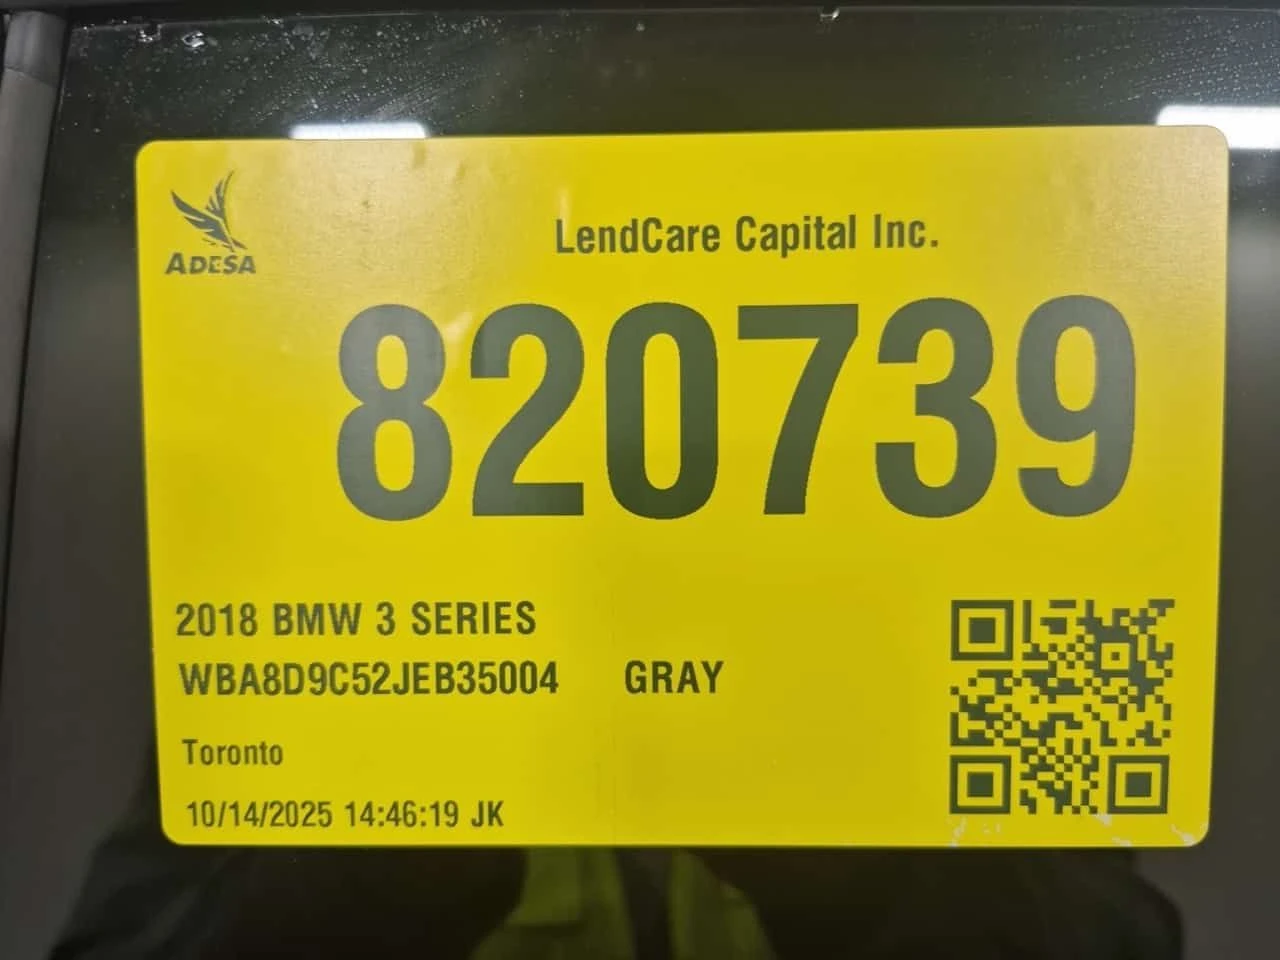 ADESA
LendCare Capital Inc.
820739
2018 BMW 3 SERIES
WBA8D9C52JEB35004 GRAY
Toronto
10/14/2025 14:46:19 JK